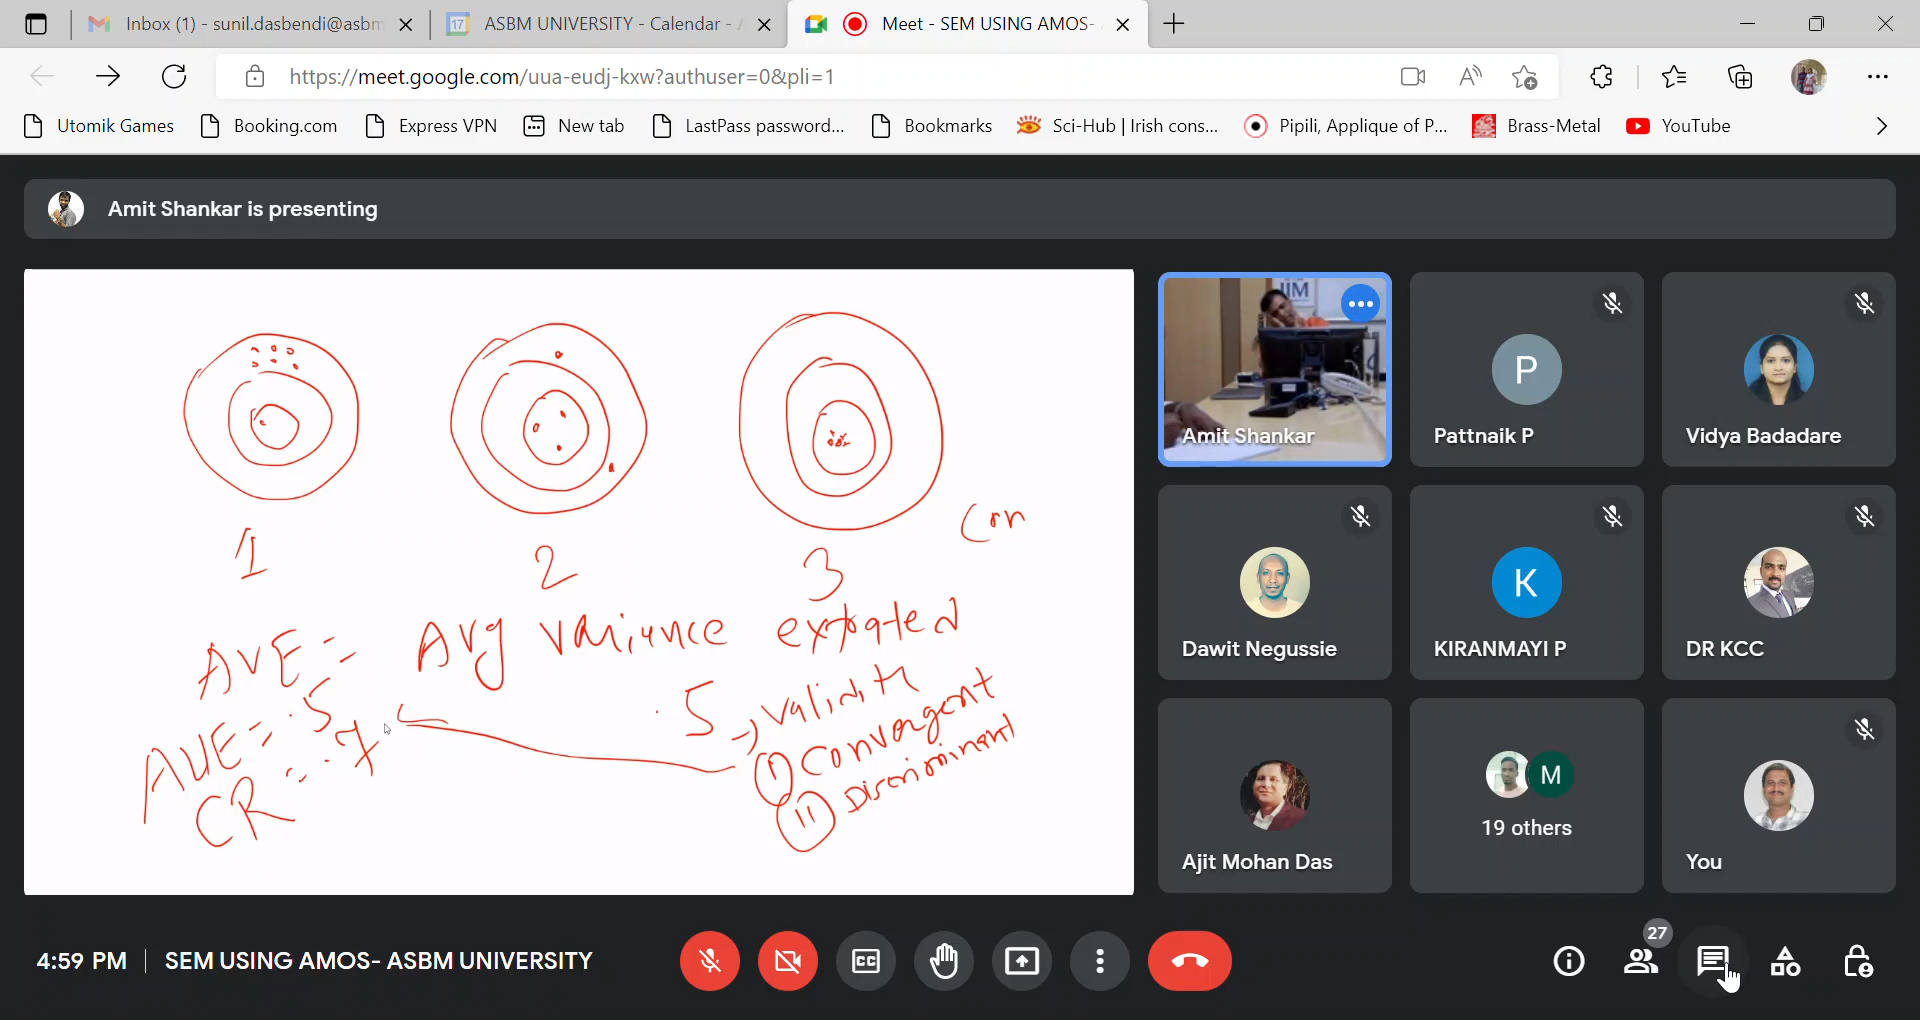 Inbox (1) - sunil.dasbendi@asbm
ASBM UNIVERSITY - Calendar -
Meet - SEM USING AMOS-
https://meet.google.com/uua-eudj-kxw?authuser=0&pli=1
Utomik Games
Booking.com
Express VPN
New tab
LastPass password...
Bookmarks
Sci-Hub | Irish cons...
Pipili, Applique of P...
Brass-Metal
YouTube
Amit Shankar is presenting
1
2
3
AVE =
Avg variance extrated
AVE = .5
CR
.7
.5
Convergent
(i)
(ii)
Discriminant
IIM
Amit Shankar
P
Pattnaik P
Vidya Badadare
Dawit Negussie
K
KIRANMAYI P
DR KCC
Ajit Mohan Das
M
19 others
You
4:59 PM
SEM USING AMOS- ASBM UNIVERSITY
27